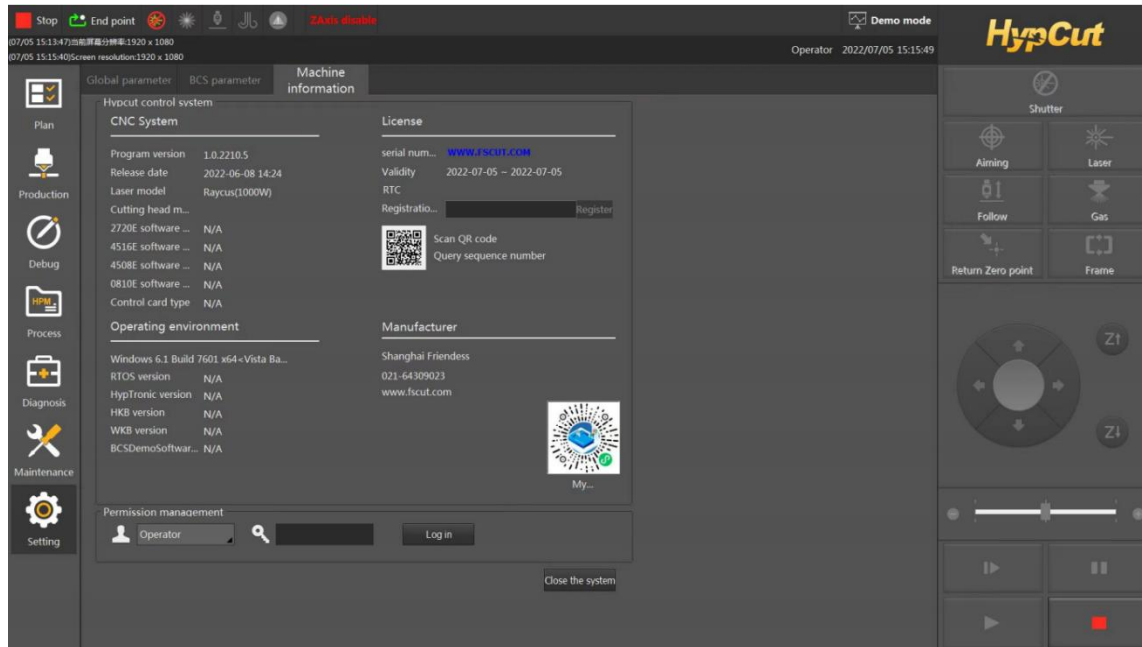 Stop End point ZAxis disable Demo mode
HypCut
(07/05 15:13:47)当前屏幕分辨率:1920 x 1080
(07/05 15:15:40)Screen resolution:1920 x 1080
Operator 2022/07/05 15:15:49
Global parameter BCS parameter Machine information
Plan
Production
Debug
HPM
Process
Diagnosis
Maintenance
Setting
Hypcut control system
CNC System
Program version 1.0.2210.5
Release date 2022-06-08 14:24
Laser model Raycus(1000W)
Cutting head m...
2720E software ... N/A
4516E software ... N/A
4508E software ... N/A
0810E software ... N/A
Control card type N/A
License
serial num... WWW.FSCUT.COM
Validity 2022-07-05 ~ 2022-07-05
RTC
Registratio... Register
Scan QR code
Query sequence number
Operating environment
Windows 6.1 Build 7601 x64<Vista Ba...
RTOS version N/A
HypTronic version N/A
HKB version N/A
WKB version N/A
BCSDemoSoftwar... N/A
Manufacturer
Shanghai Friendess
021-64309023
www.fscut.com
My...
Permission management
Operator Log in
Close the system
Shutter
Aiming Laser
Follow Gas
Return Zero point Frame
Z↑
Z↓